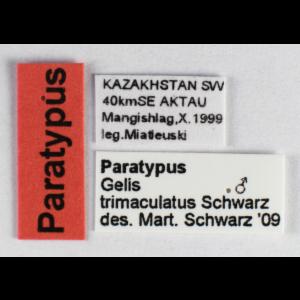 Paratypus
KAZAKHSTAN SW
40kmSE AKTAU
Mangishlag,X.1999
leg.Miatleuski
Paratypus
Gelis ♂
trimaculatus Schwarz
des. Mart. Schwarz '09